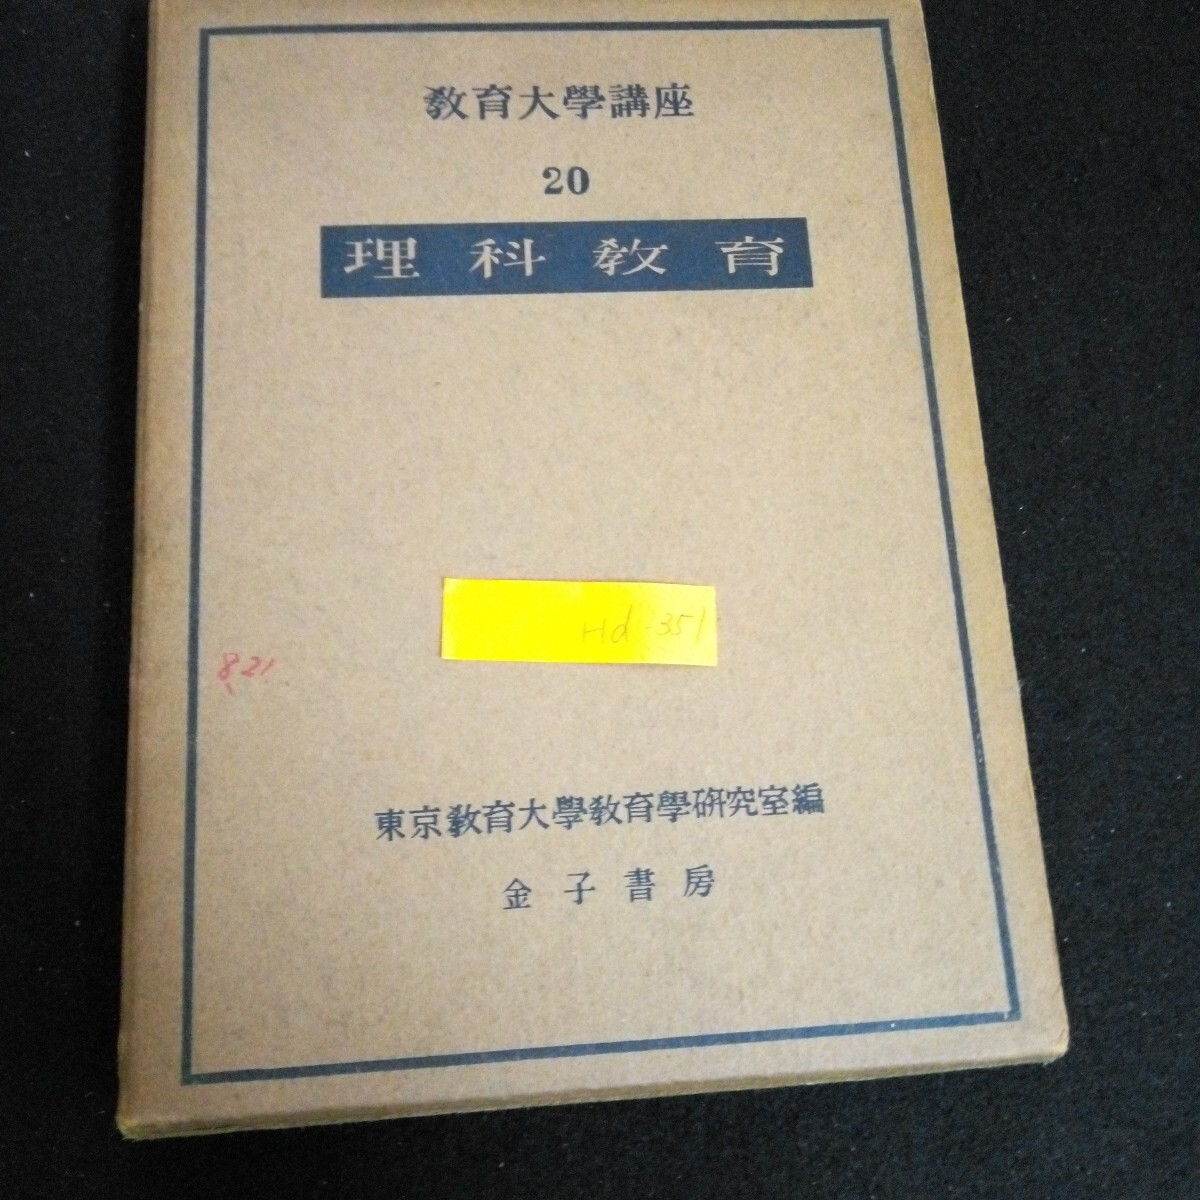 教育大學講座
20
理科教育
Hd-351
821
東京教育大學教育學研究室編
金子書房